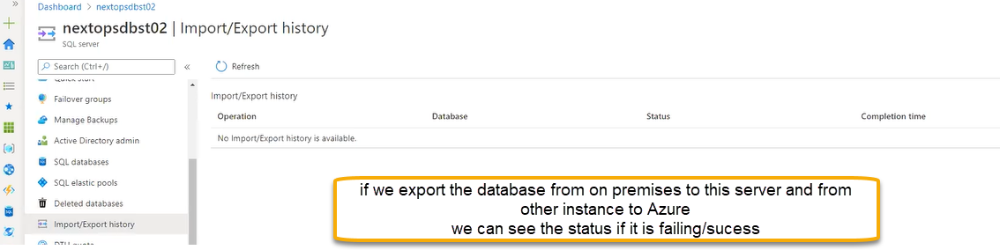 Dashboard > nextopsdbst02
nextopsdbst02 | Import/Export history
SQL server
Search (Ctrl+/)
«
Refresh
Quick start
Failover groups
Manage Backups
Active Directory admin
SQL databases
SQL elastic pools
Deleted databases
Import/Export history
DTU quota
Import/Export history
Operation Database Status Completion time
No Import/Export history is available.
if we export the database from on premises to this server and from
other instance to Azure
we can see the status if it is failing/sucess